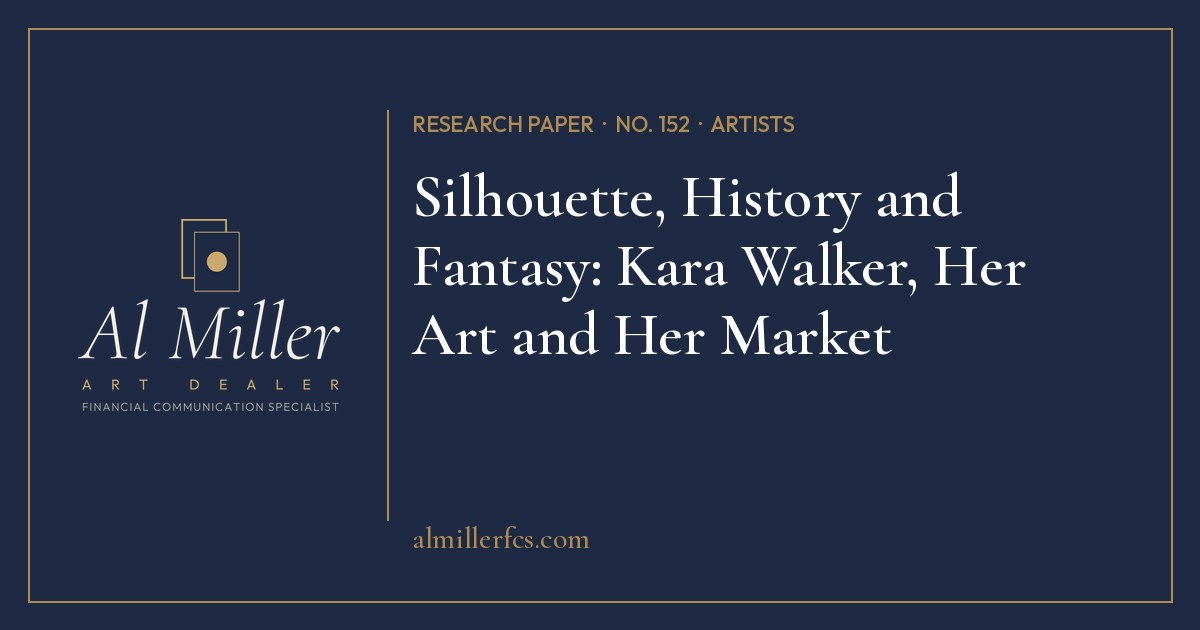 RESEARCH PAPER · NO. 152 · ARTISTS
Silhouette, History and
Fantasy: Kara Walker, Her
Art and Her Market
Al Miller
ART DEALER
FINANCIAL COMMUNICATION SPECIALIST
almillerfcs.com